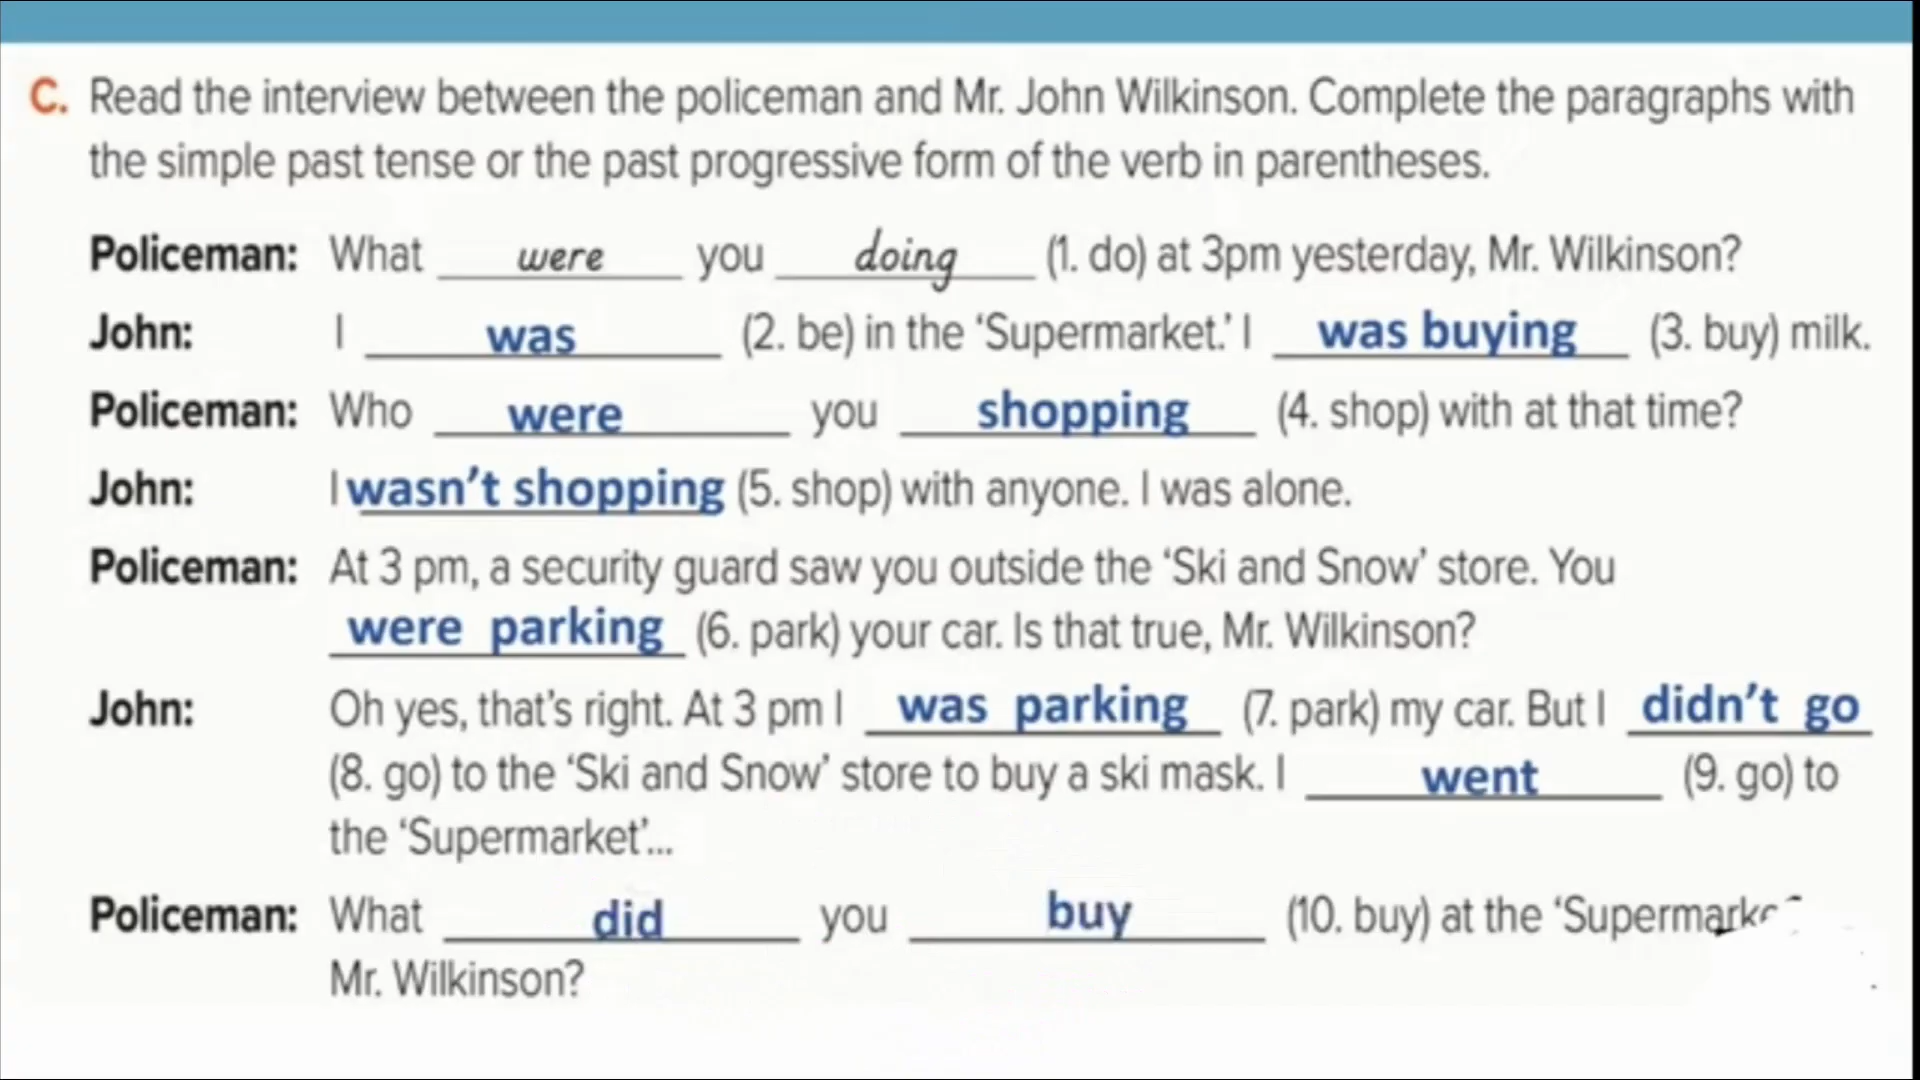 C. Read the interview between the policeman and Mr. John Wilkinson. Complete the paragraphs with
the simple past tense or the past progressive form of the verb in parentheses.
Policeman: What were you doing (1. do) at 3pm yesterday, Mr. Wilkinson?
John: I was (2. be) in the ‘Supermarket.’ I was buying (3. buy) milk.
Policeman: Who were you shopping (4. shop) with at that time?
John: I wasn’t shopping (5. shop) with anyone. I was alone.
Policeman: At 3 pm, a security guard saw you outside the ‘Ski and Snow’ store. You
were parking (6. park) your car. Is that true, Mr. Wilkinson?
John: Oh yes, that’s right. At 3 pm I was parking (7. park) my car. But I didn’t go
(8. go) to the ‘Ski and Snow’ store to buy a ski mask. I went (9. go) to
the ‘Supermarket’...
Policeman: What did you buy (10. buy) at the
Mr. Wilkinson?